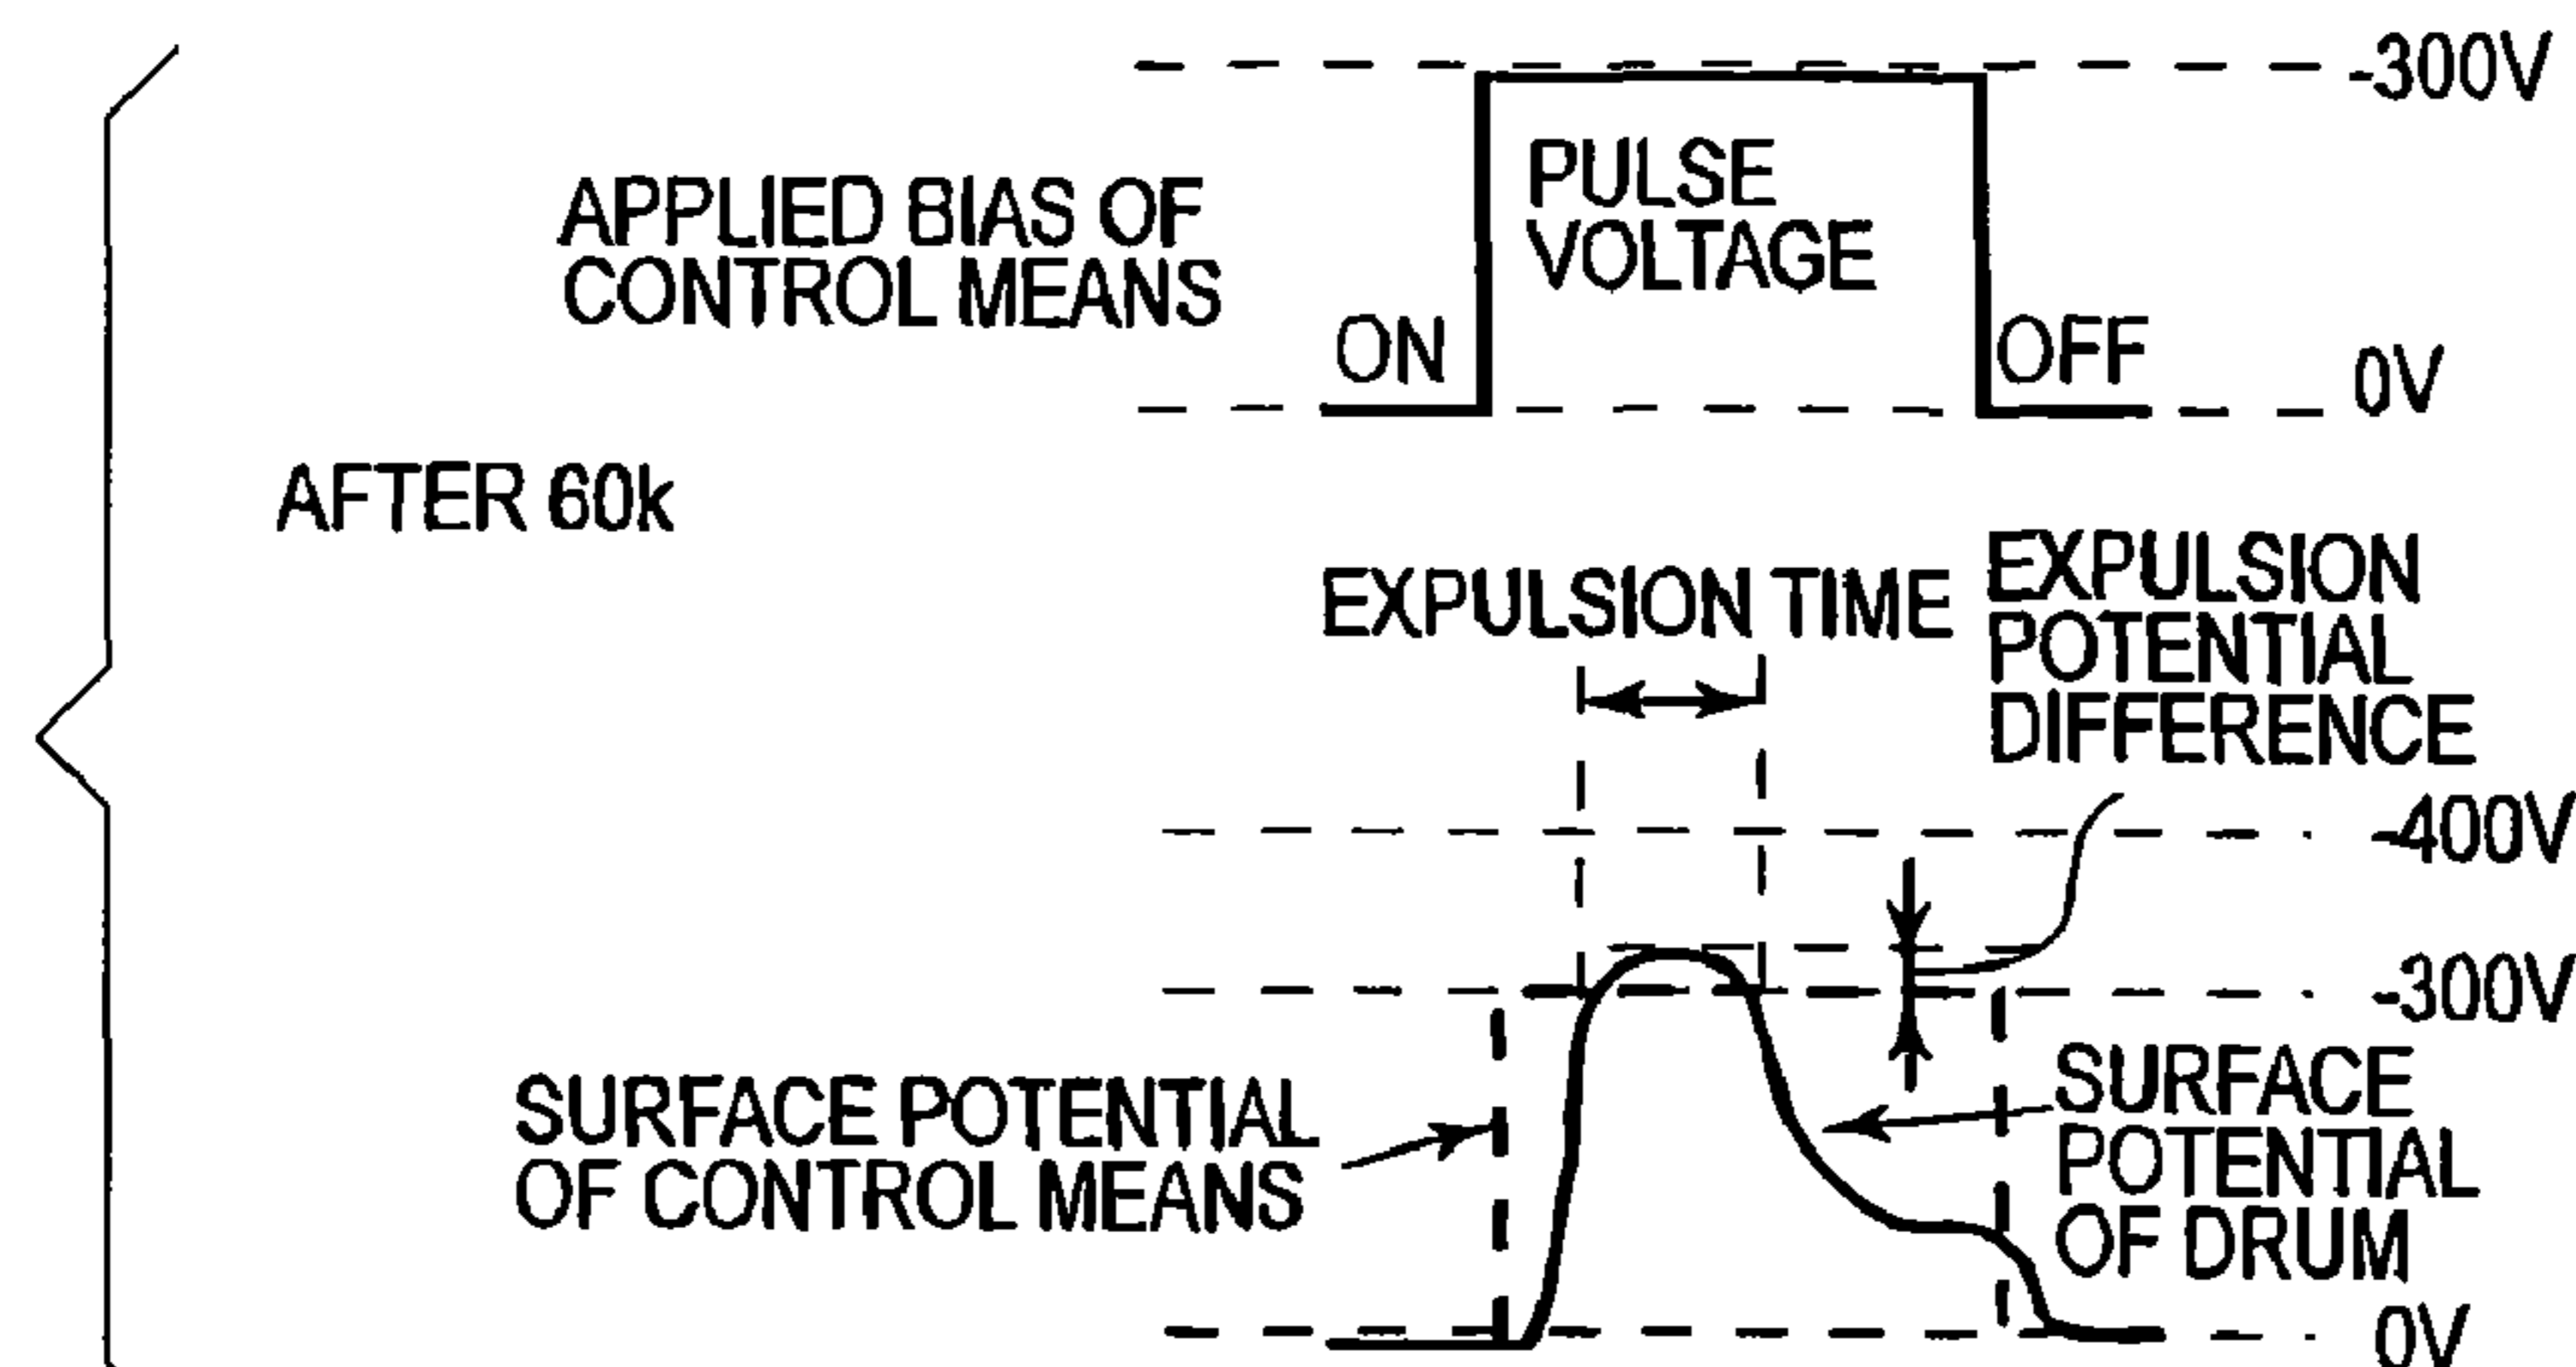 -300V
APPLIED BIAS OF
CONTROL MEANS
PULSE
VOLTAGE
ON
OFF
0V
AFTER 60k
EXPULSION TIME
EXPULSION
POTENTIAL
DIFFERENCE
-400V
-300V
SURFACE POTENTIAL
OF CONTROL MEANS
SURFACE
POTENTIAL
OF DRUM
0V